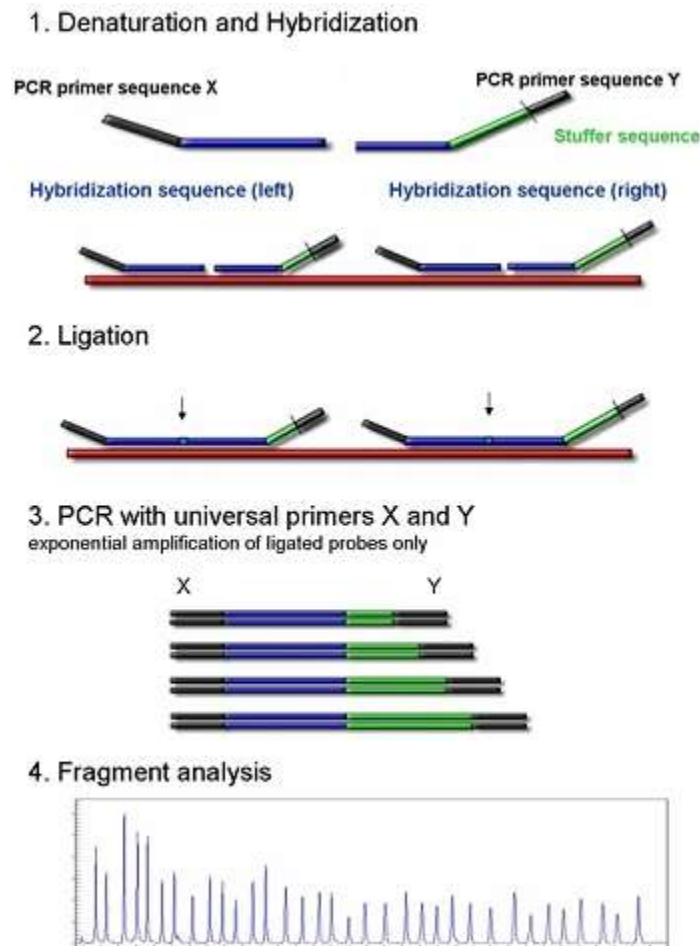 1. Denaturation and Hybridization
PCR primer sequence X
PCR primer sequence Y
Stuffer sequence
Hybridization sequence (left)
Hybridization sequence (right)
2. Ligation
3. PCR with universal primers X and Y
exponential amplification of ligated probes only
X
Y
4. Fragment analysis